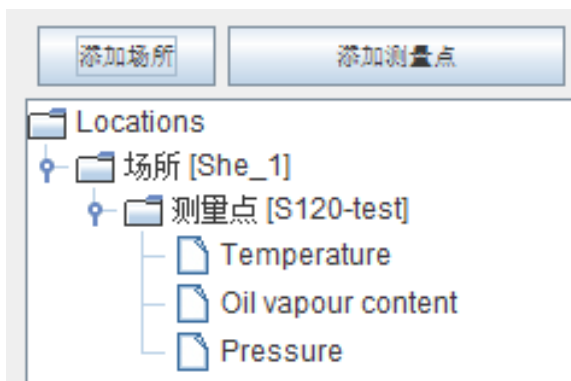 添加场所 添加测量点
Locations
场所 [She_1]
测量点 [S120-test]
Temperature
Oil vapour content
Pressure